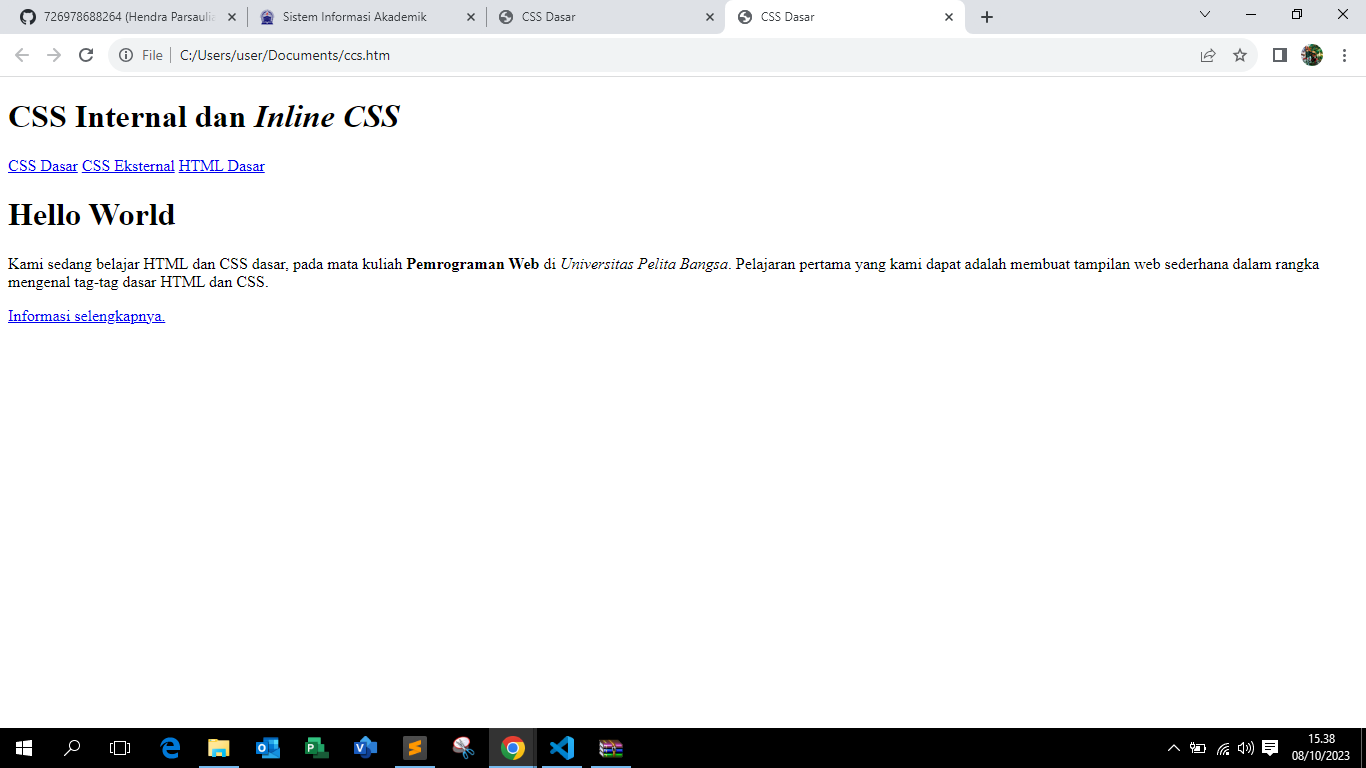 726978688264 (Hendra Parsaulia
Sistem Informasi Akademik
CSS Dasar
CSS Dasar
File C:/Users/user/Documents/ccs.htm
CSS Internal dan Inline CSS
CSS Dasar CSS Eksternal HTML Dasar
Hello World
Kami sedang belajar HTML dan CSS dasar, pada mata kuliah Pemrograman Web di Universitas Pelita Bangsa. Pelajaran pertama yang kami dapat adalah membuat tampilan web sederhana dalam rangka
mengenal tag-tag dasar HTML dan CSS.
Informasi selengkapnya.
15.38
08/10/2023